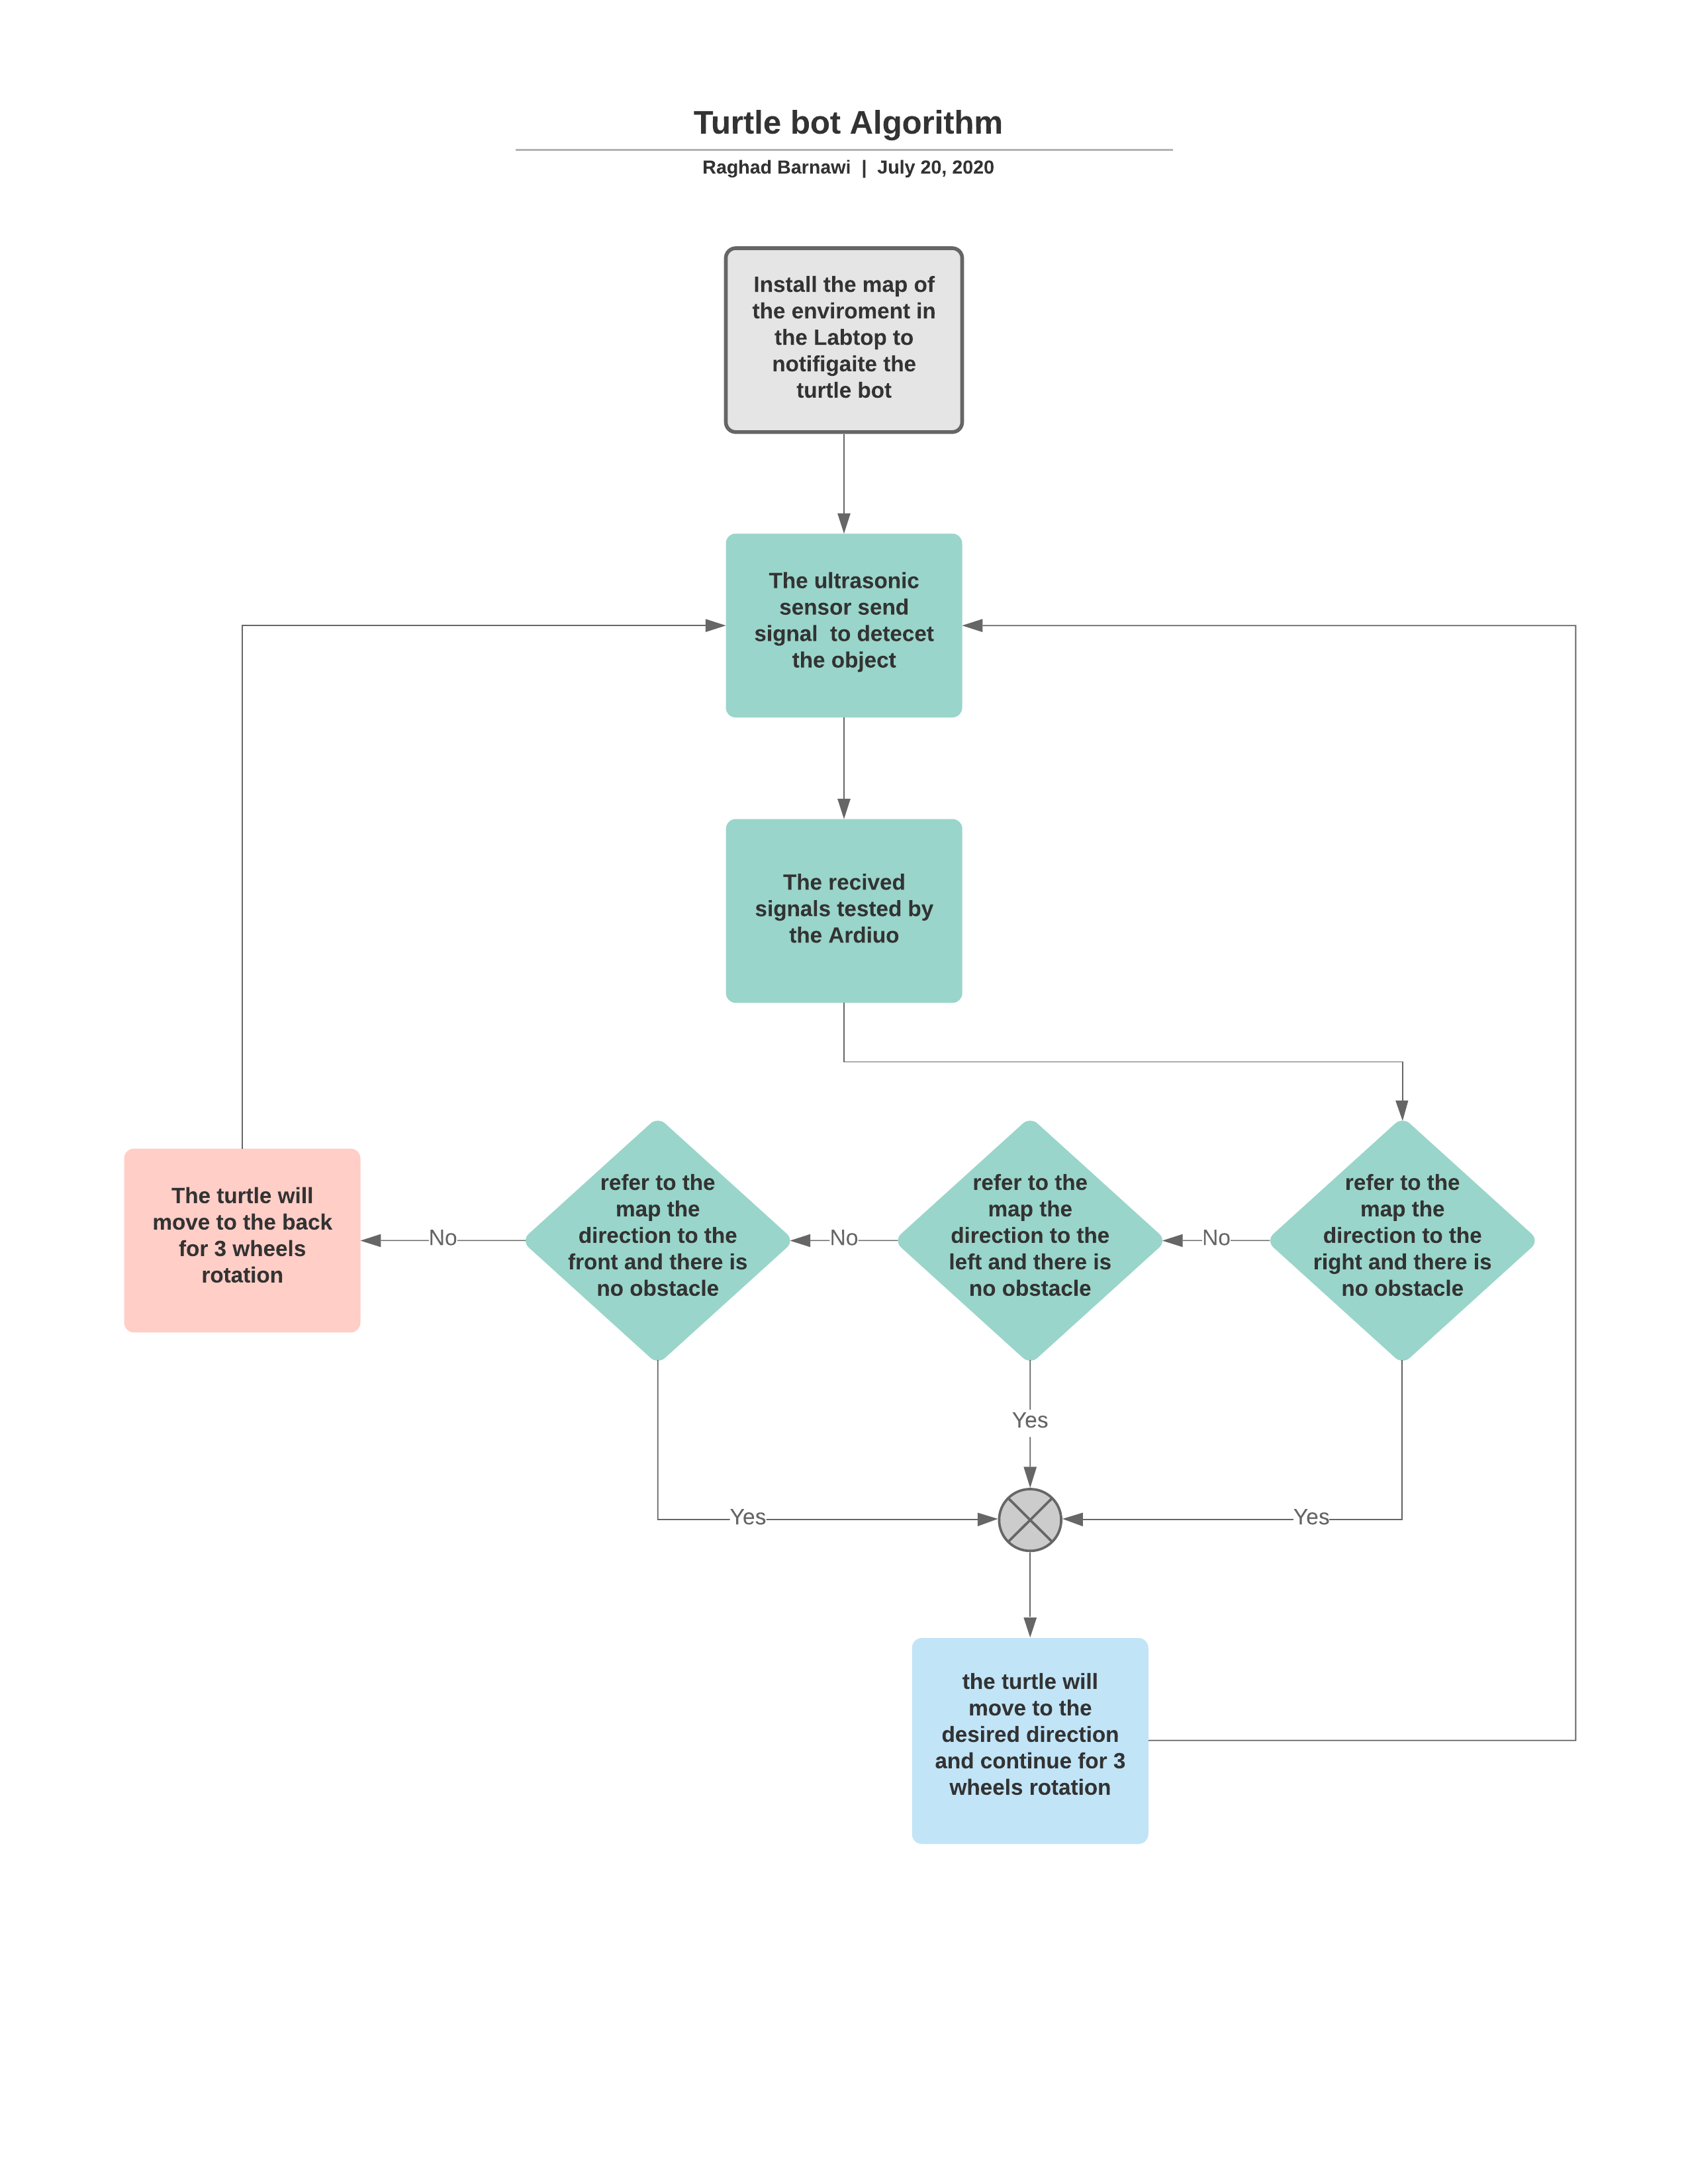 Turtle bot Algorithm
Raghad Barnawi | July 20, 2020
Install the map of
the enviroment in
the Labtop to
notifigaite the
turtle bot
The ultrasonic
sensor send
signal  to detecet
the object
The recived
signals tested by
the Ardiuo
The turtle will
move to the back
for 3 wheels
rotation
No
refer to the
map the
direction to the
front and there is
no obstacle
No
refer to the
map the
direction to the
left and there is
no obstacle
No
refer to the
map the
direction to the
right and there is
no obstacle
Yes
Yes
Yes
the turtle will
move to the
desired direction
and continue for 3
wheels rotation